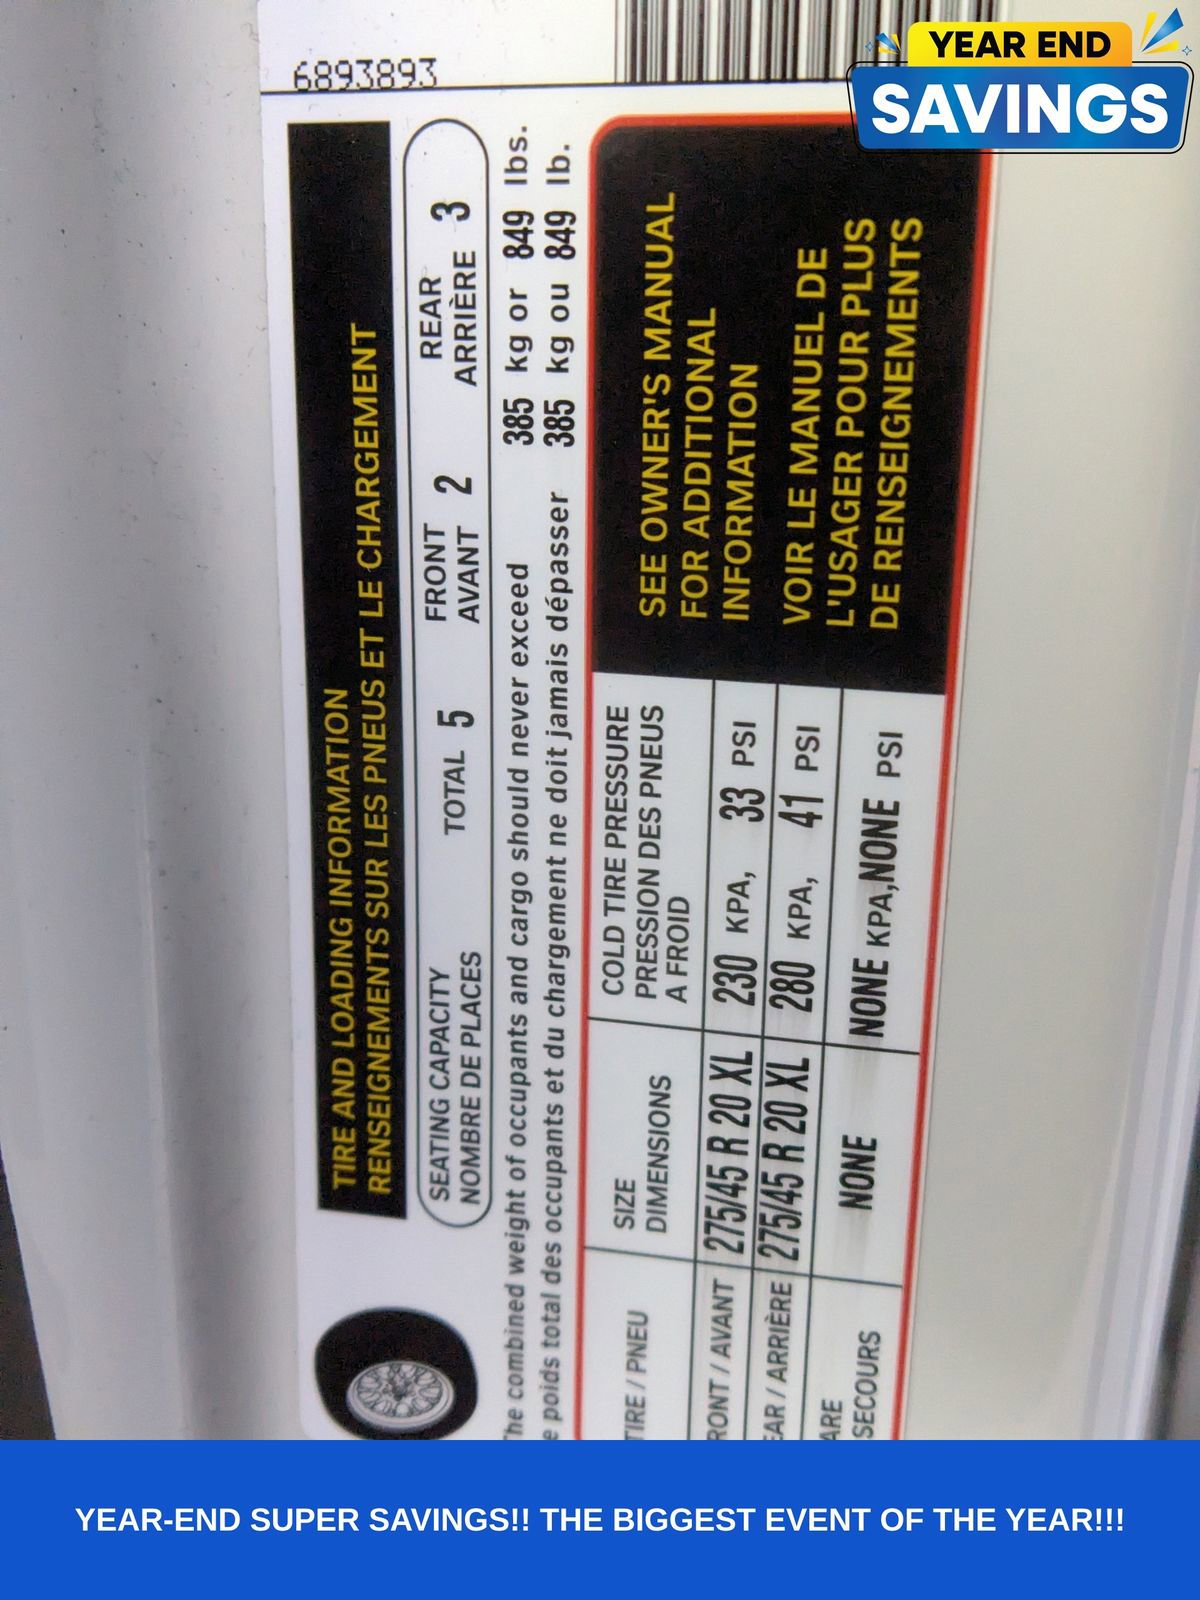 YEAR END
SAVINGS
6893893
TIRE AND LOADING INFORMATION
RENSEIGNEMENTS SUR LES PNEUS ET LE CHARGEMENT
SEATING CAPACITY
NOMBRE DE PLACES
TOTAL 5
FRONT
AVANT 2
REAR
ARRIÈRE 3
The combined weight of occupants and cargo should never exceed 385 kg or 849 lbs.
e poids total des occupants et du chargement ne doit jamais dépasser 385 kg ou 849 lb.
TIRE / PNEU
SIZE
DIMENSIONS
COLD TIRE PRESSURE
PRESSION DES PNEUS
A FROID
RONT / AVANT 275/45 R 20 XL 230 KPA, 33 PSI
EAR / ARRIÈRE 275/45 R 20 XL 280 KPA, 41 PSI
ARE
SECOURS
NONE NONE KPA,NONE PSI
SEE OWNER'S MANUAL
FOR ADDITIONAL
INFORMATION
VOIR LE MANUEL DE
L'USAGER POUR PLUS
DE RENSEIGNEMENTS
YEAR-END SUPER SAVINGS!! THE BIGGEST EVENT OF THE YEAR!!!